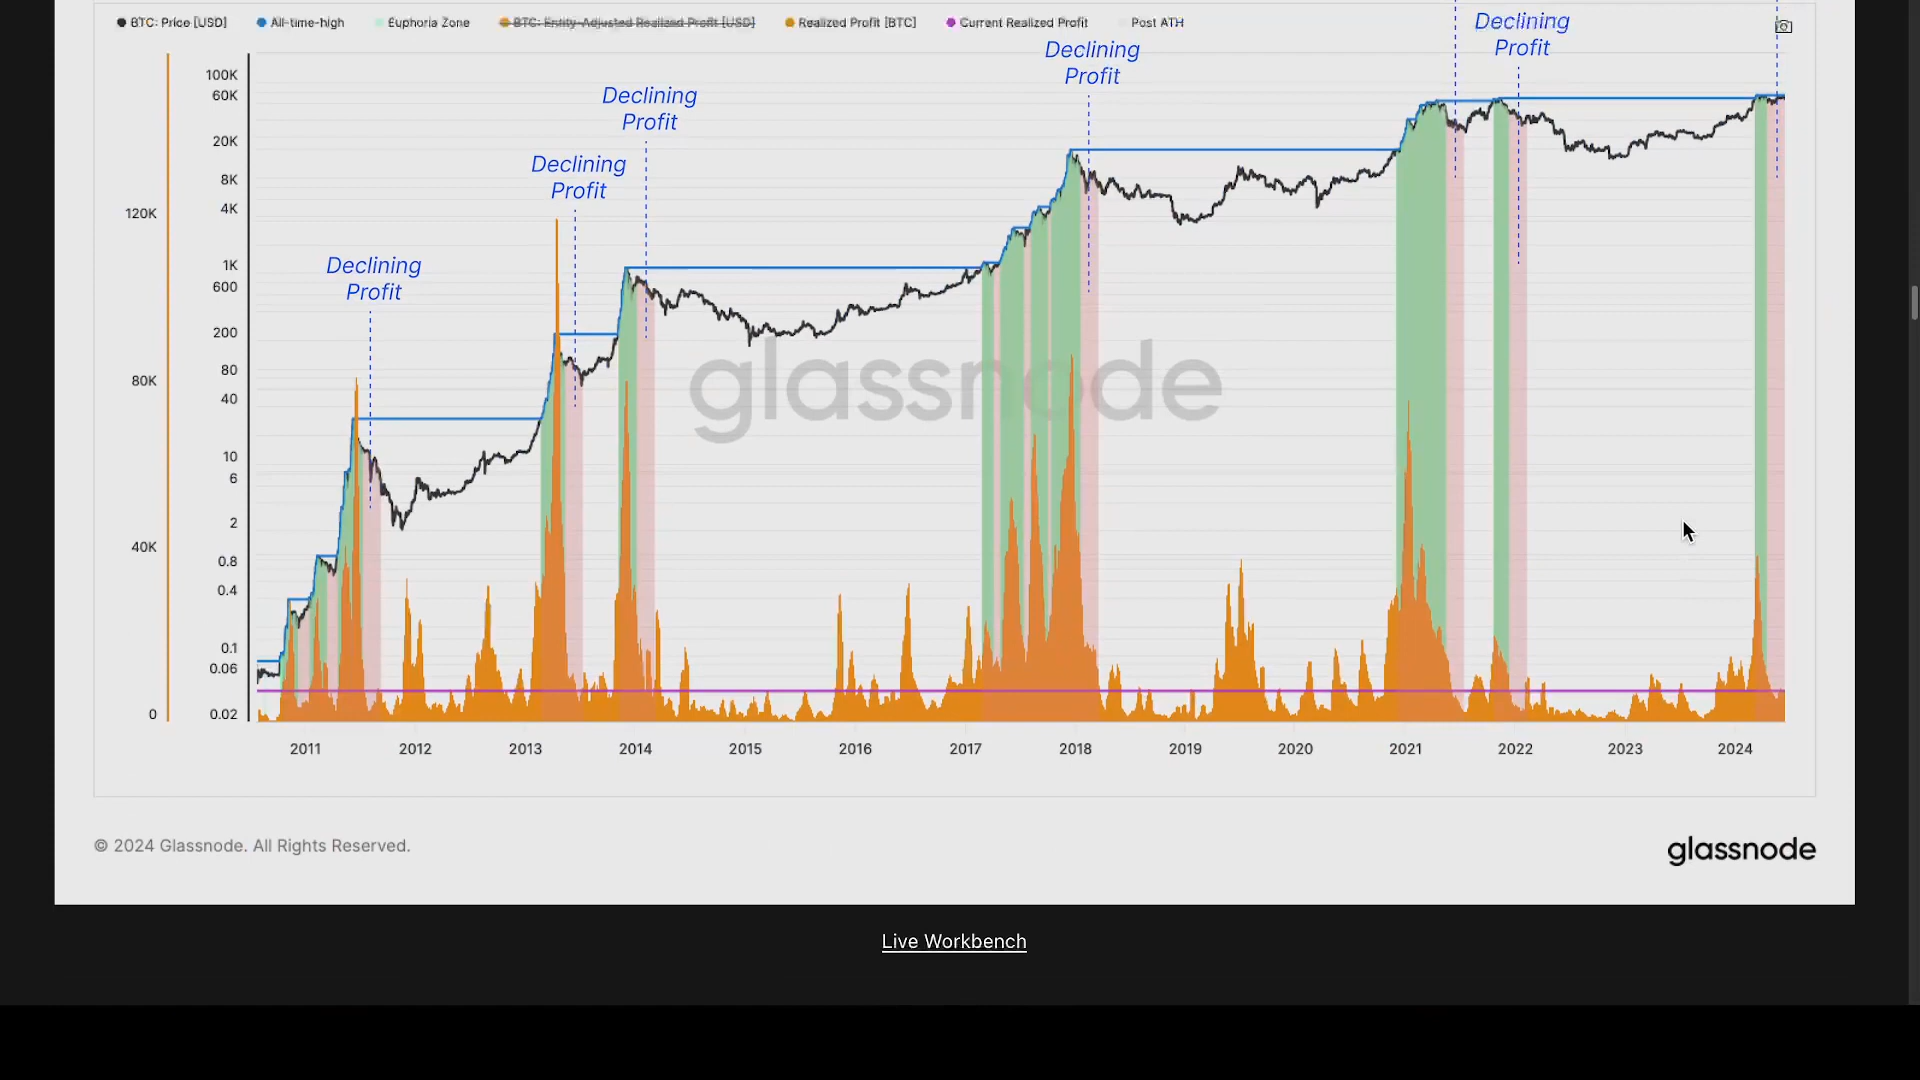 BTC: Price [USD] All-time-high Euphoria Zone BTC: Entity-Adjusted Realized Profit [USD] Realized Profit [BTC] Current Realized Profit Post ATH
Declining
Profit
Declining
Profit
Declining
Profit
Declining
Profit
Declining
Profit
100K
60K
20K
8K
4K
1K
600
200
80
40
10
6
2
0.8
0.4
0.1
0.06
0.02
120K
80K
40K
0
glassnode
2011 2012 2013 2014 2015 2016 2017 2018 2019 2020 2021 2022 2023 2024
© 2024 Glassnode. All Rights Reserved.
glassnode
Live Workbench